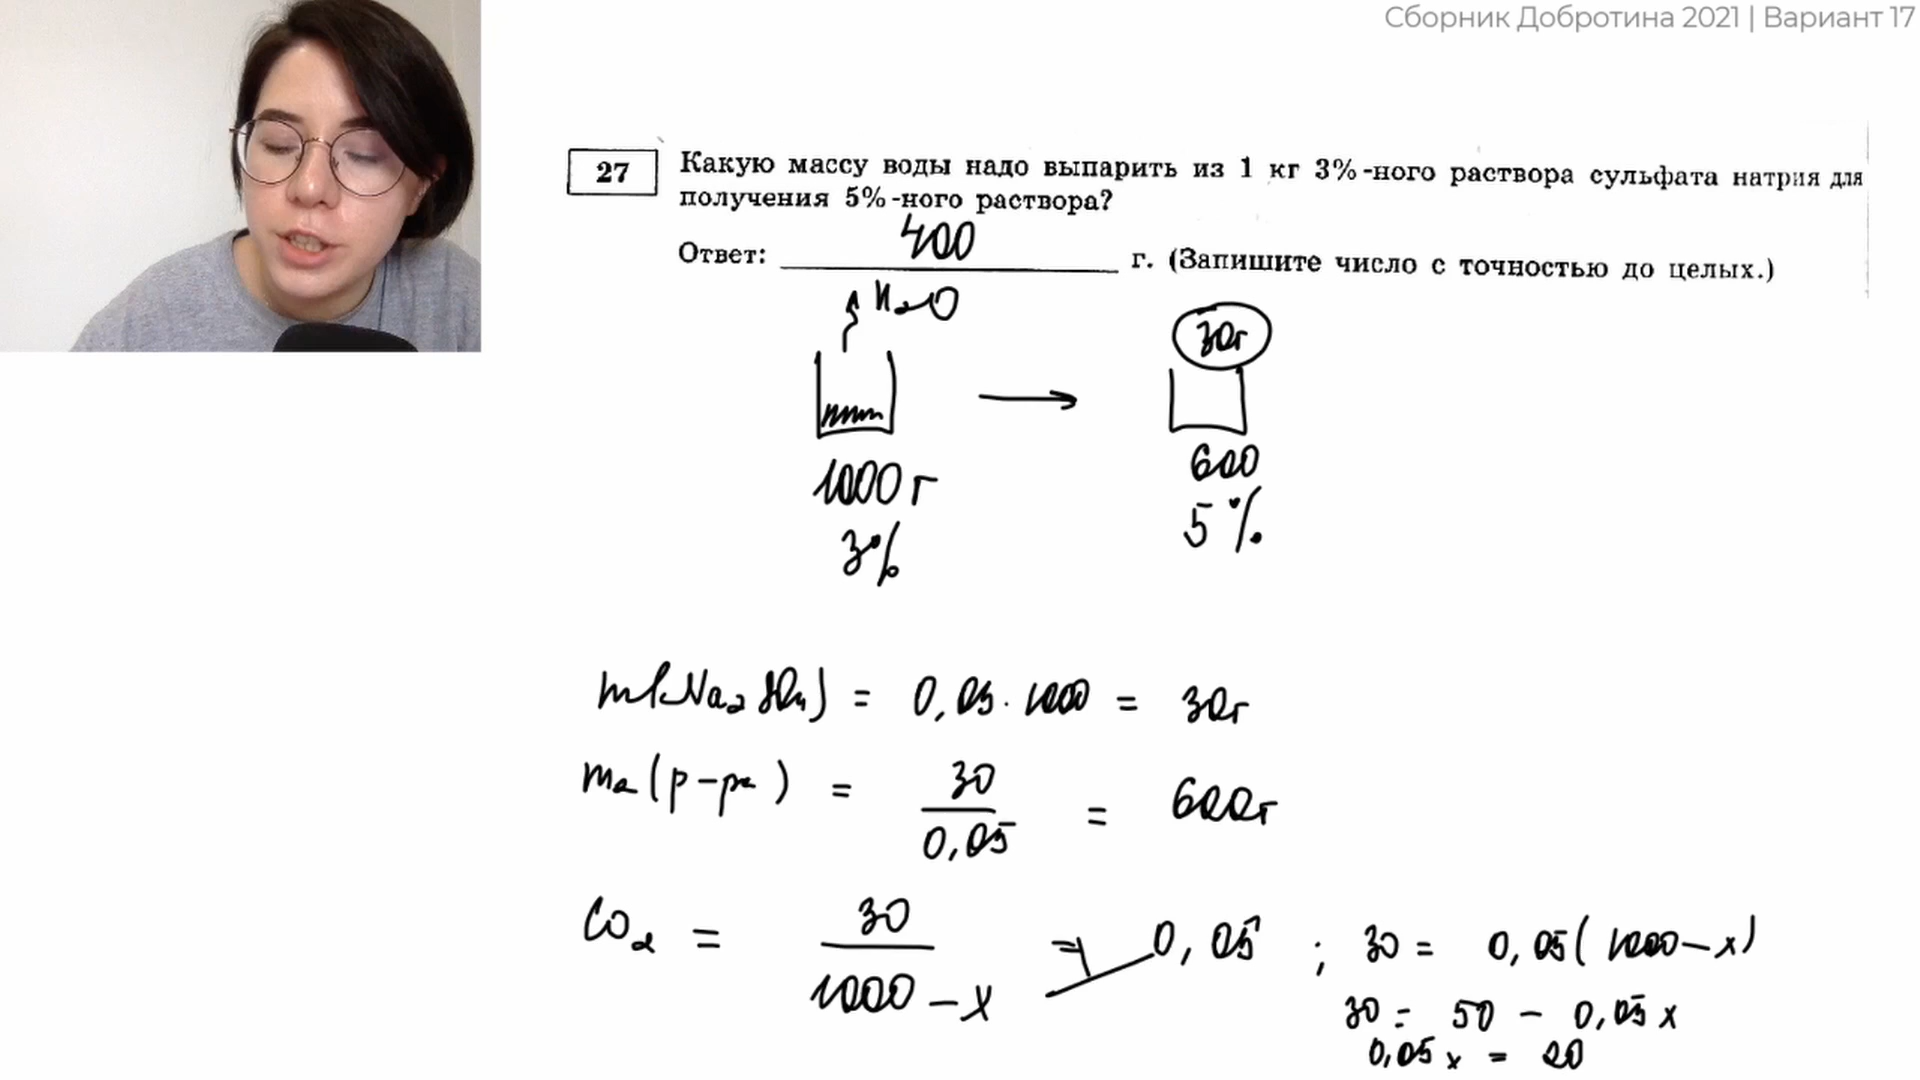 Сборник Добротина 2021 | Вариант 17
27
Какую массу воды надо выпарить из 1 кг 3%-ного раствора сульфата натрия для
получения 5%-ного раствора?
Ответ: 400 г. (Запишите число с точностью до целых.)
H₂O
30г
1000 г
600
3%
5%
m(Na₂SO₄) = 0,03 · 1000 = 30г
m₂(р-ра) = 30/0,05 = 600г
ω₂ = 30/(1000-x) = 0,05 ; 30 = 0,05(1000-x)
30 = 50 - 0,05x
0,05x = 20